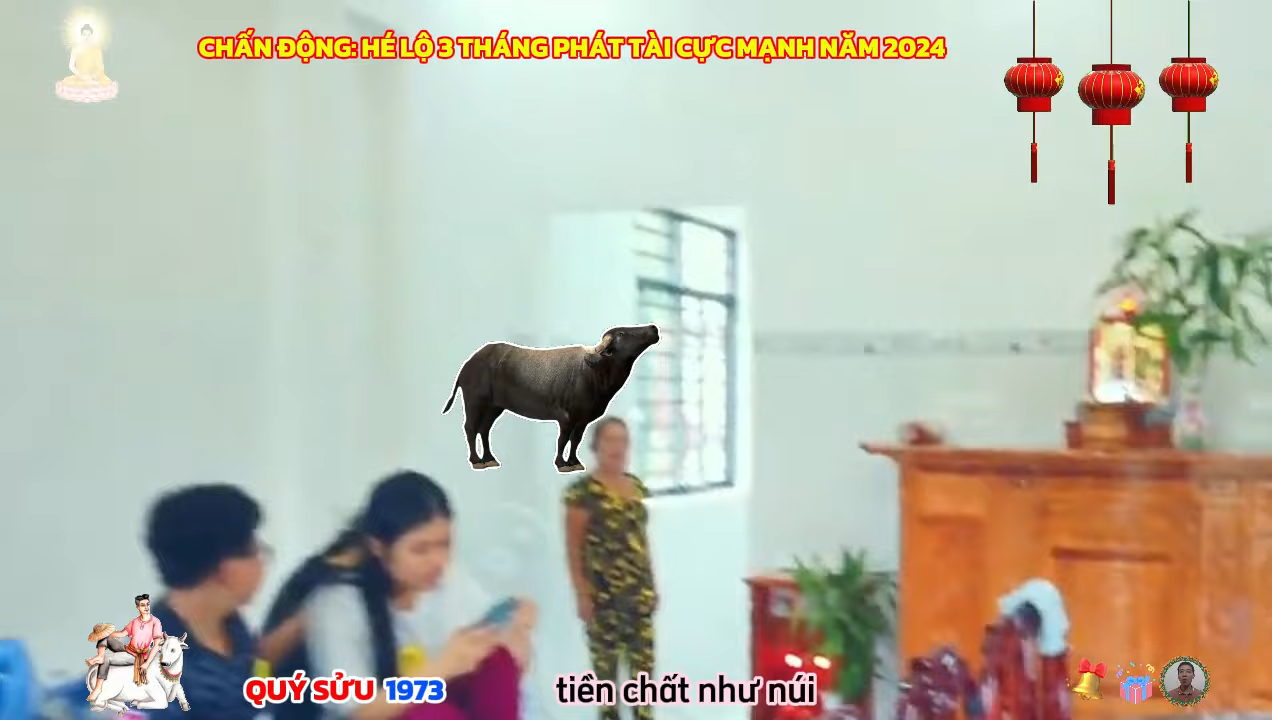 CHẤN ĐỘNG: HÉ LỘ 3 THÁNG PHÁT TÀI CỰC MẠNH NĂM 2024
QUÝ SỬU 1973
tiền chất như núi